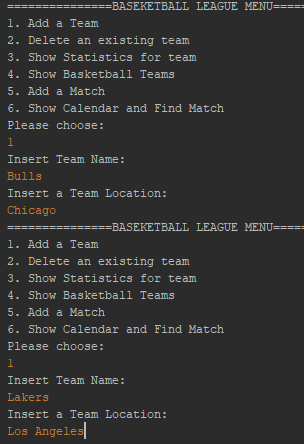 ===============BASEKETBALL LEAGUE MENU=====
1. Add a Team
2. Delete an existing team
3. Show Statistics for team
4. Show Basketball Teams
5. Add a Match
6. Show Calendar and Find Match
Please choose:
1
Insert Team Name:
Bulls
Insert a Team Location:
Chicago
===============BASEKETBALL LEAGUE MENU=====
1. Add a Team
2. Delete an existing team
3. Show Statistics for team
4. Show Basketball Teams
5. Add a Match
6. Show Calendar and Find Match
Please choose:
1
Insert Team Name:
Lakers
Insert a Team Location:
Los Angeles